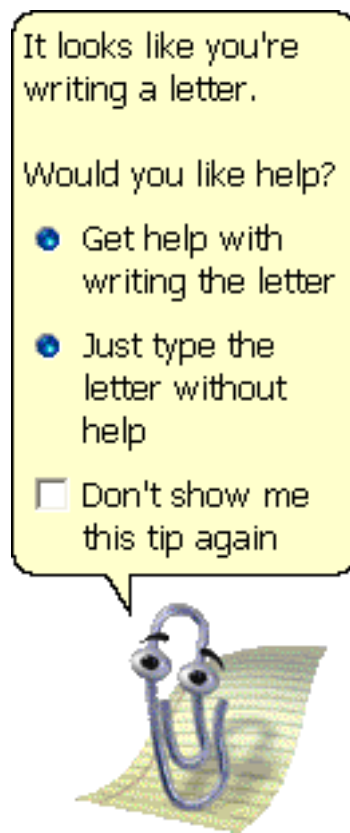 It looks like you're
writing a letter.
Would you like help?
Get help with
writing the letter
Just type the
letter without
help
Don't show me
this tip again